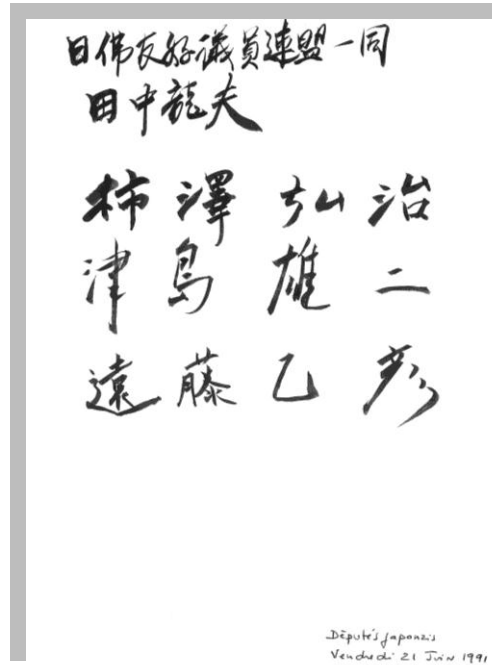 日佛友好議員連盟一同
田中龍夫
柿澤弘治
津島雄二
遠藤乙彦
Députés japonais
Vendredi 21 Juin 1991